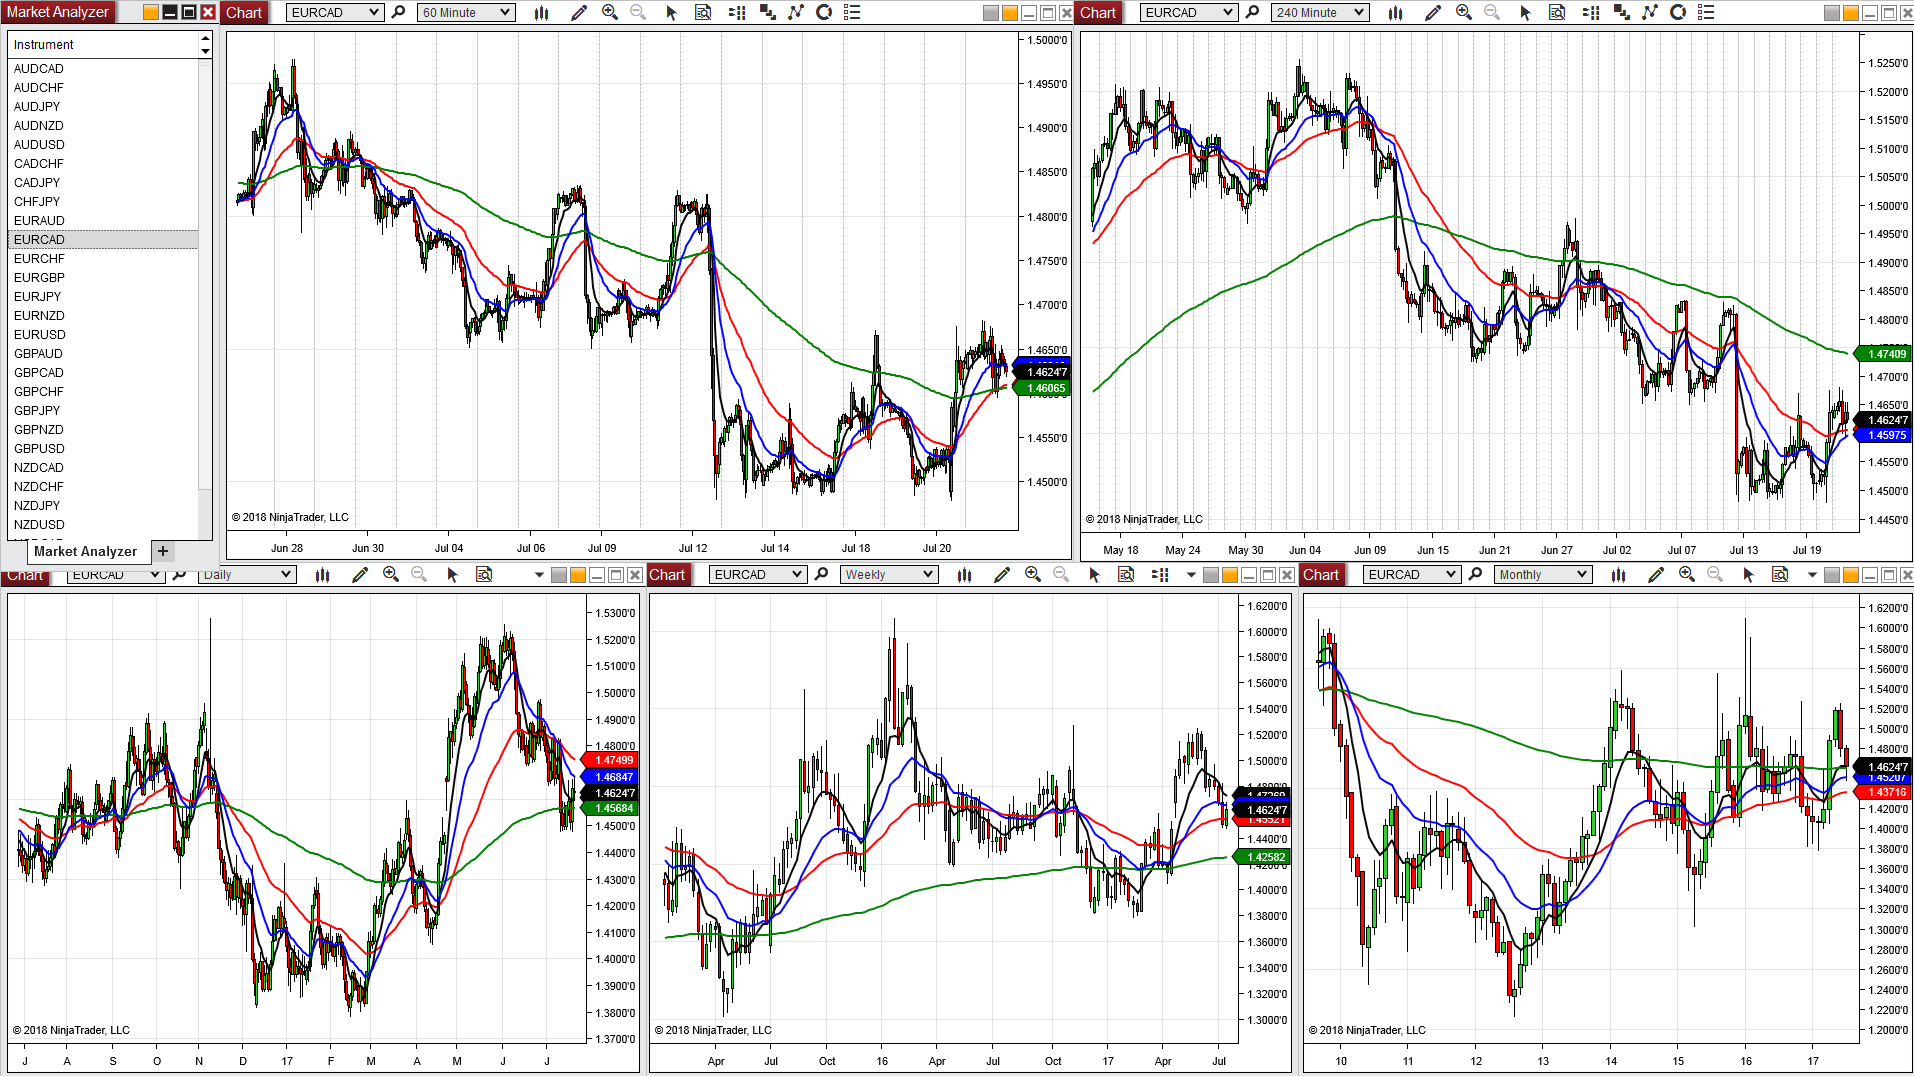 Market Analyzer
Instrument
AUDCAD
AUDCHF
AUDJPY
AUDNZD
AUDUSD
CADCHF
CADJPY
CHFJPY
EURAUD
EURCAD
EURCHF
EURGBP
EURJPY
EURNZD
EURUSD
GBPAUD
GBPCAD
GBPCHF
GBPJPY
GBPNZD
GBPUSD
NZDCAD
NZDCHF
NZDJPY
NZDUSD
Market Analyzer +
Chart EURCAD 60 Minute
1.5000'0
1.4950'0
1.4900'0
1.4850'0
1.4800'0
1.4750'0
1.4700'0
1.4650'0
1.4624'7
1.46065
1.4550'0
1.4500'0
© 2018 NinjaTrader, LLC
Jun 28 Jun 30 Jul 04 Jul 06 Jul 09 Jul 12 Jul 14 Jul 18 Jul 20
Chart EURCAD 240 Minute
1.5250'0
1.5200'0
1.5150'0
1.5100'0
1.5050'0
1.5000'0
1.4950'0
1.4900'0
1.4850'0
1.4800'0
1.47409
1.4700'0
1.4650'0
1.4624'7
1.45975
1.4550'0
1.4500'0
1.4450'0
© 2018 NinjaTrader, LLC
May 18 May 24 May 30 Jun 04 Jun 09 Jun 15 Jun 21 Jun 27 Jul 02 Jul 07 Jul 13 Jul 19
Chart EURCAD Daily
1.5300'0
1.5200'0
1.5100'0
1.5000'0
1.4900'0
1.4800'0
1.47499
1.46847
1.4624'7
1.45684
1.4500'0
1.4400'0
1.4300'0
1.4200'0
1.4100'0
1.4000'0
1.3900'0
1.3800'0
1.3700'0
© 2018 NinjaTrader, LLC
J A S O N D 17 F M A M J J
Chart EURCAD Weekly
1.6200'0
1.6000'0
1.5800'0
1.5600'0
1.5400'0
1.5200'0
1.5000'0
1.4624'7
1.4400'0
1.42582
1.4000'0
1.3800'0
1.3600'0
1.3400'0
1.3200'0
1.3000'0
© 2018 NinjaTrader, LLC
Apr Jul Oct 16 Apr Jul Oct 17 Apr Jul
Chart EURCAD Monthly
1.6200'0
1.6000'0
1.5800'0
1.5600'0
1.5400'0
1.5200'0
1.5000'0
1.4800'0
1.4624'7
1.43716
1.4200'0
1.4000'0
1.3800'0
1.3600'0
1.3400'0
1.3200'0
1.3000'0
1.2800'0
1.2600'0
1.2400'0
1.2200'0
1.2000'0
© 2018 NinjaTrader, LLC
10 11 12 13 14 15 16 17